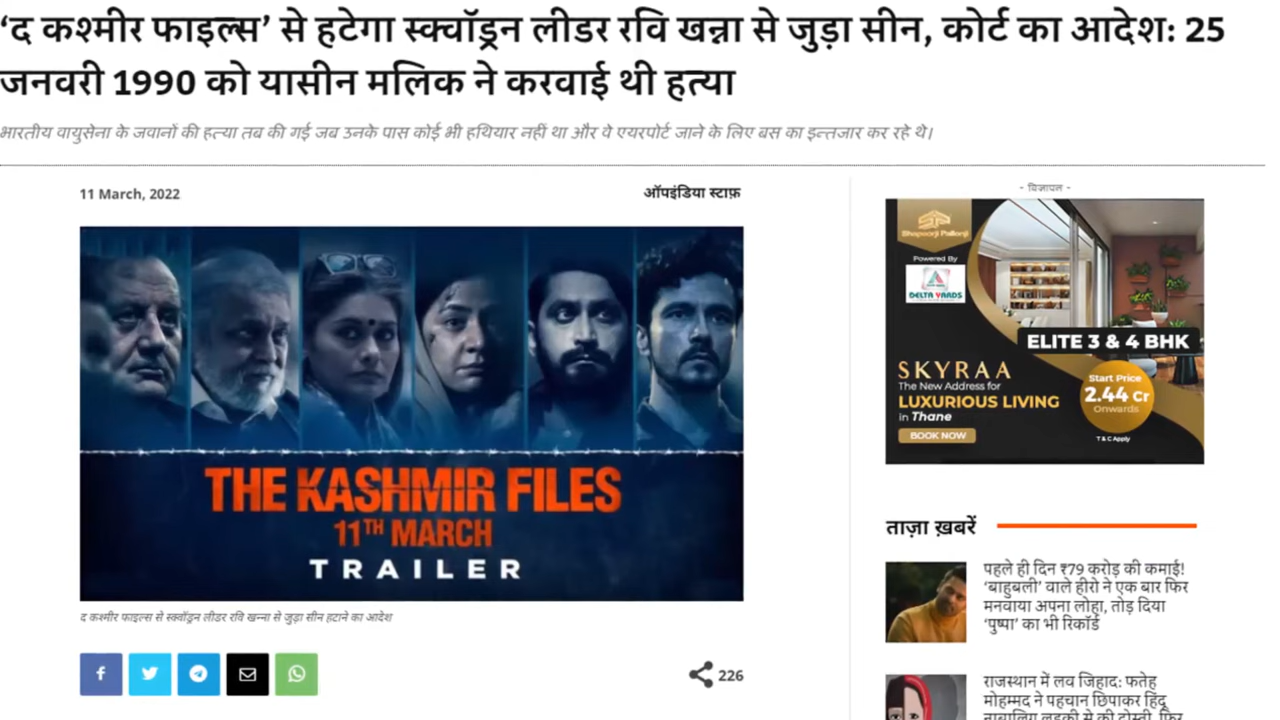 ‘द कश्मीर फाइल्स’ से हटेगा स्क्वॉड्रन लीडर रवि खन्ना से जुड़ा सीन, कोर्ट का आदेश: 25
जनवरी 1990 को यासीन मलिक ने करवाई थी हत्या
भारतीय वायुसेना के जवानों की हत्या तब की गई जब उनके पास कोई भी हथियार नहीं था और वे एयरपोर्ट जाने के लिए बस का इन्तजार कर रहे थे।
11 March, 2022
ऑपइंडिया स्टाफ़
THE KASHMIR FILES
11TH MARCH
TRAILER
द कश्मीर फाइल्स से स्क्वॉड्रन लीडर रवि खन्ना से जुड़ा सीन हटाने का आदेश
226
- विज्ञापन -
Shapoorji Pallonji
Powered By
DELTA YARDS
ELITE 3 & 4 BHK
SKYRAA
The New Address for
LUXURIOUS LIVING
in Thane
BOOK NOW
Start Price
2.44 Cr
Onwards
T & C Apply
ताज़ा ख़बरें
पहले ही दिन ₹79 करोड़ की कमाई!
‘बाहुबली’ वाले हीरो ने एक बार फिर
मनवाया अपना लोहा, तोड़ दिया
‘पुष्पा’ का भी रिकॉर्ड
राजस्थान में लव जिहाद: फतेह
मोहम्मद ने पहचान छिपाकर हिंदू
नाबालिग लड़की से की दोस्ती, फिर